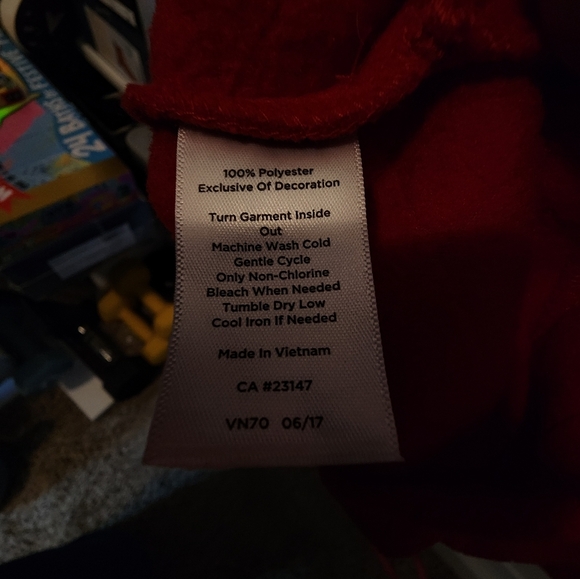 100% Polyester
Exclusive Of Decoration
Turn Garment Inside
Out
Machine Wash Cold
Gentle Cycle
Only Non-Chlorine
Bleach When Needed
Tumble Dry Low
Cool Iron If Needed
Made In Vietnam
CA #23147
VN70 06/17